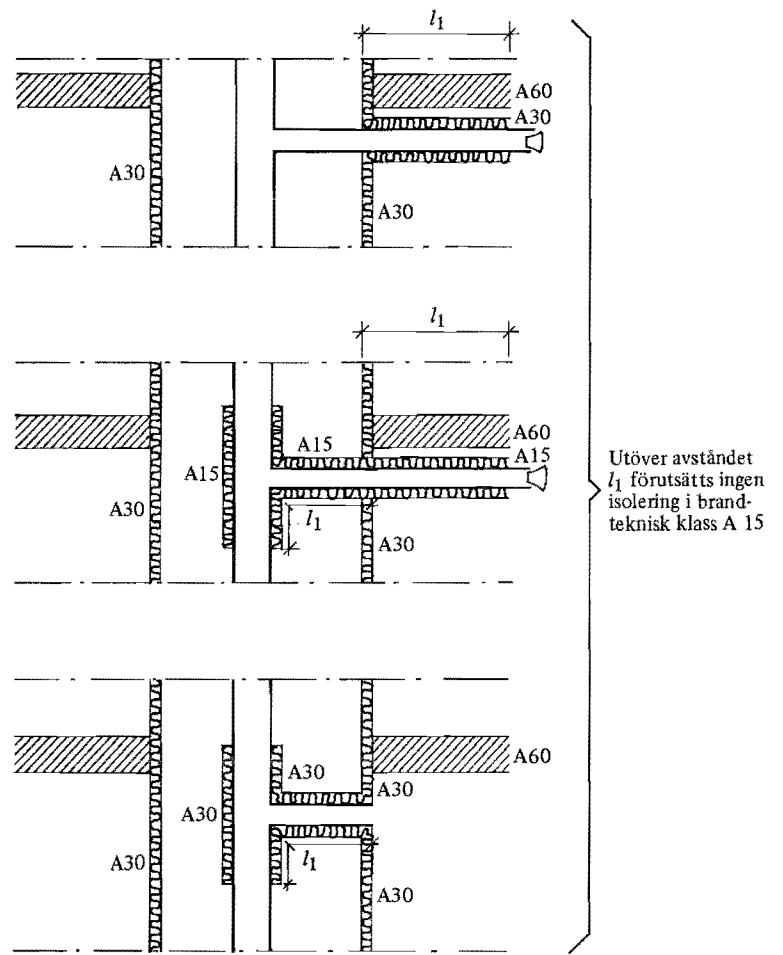 l1
A60
A30
A30
A30
l1
A60
A15
A15
A15
A30
l1
A30
Utöver avståndet
l1 förutsätts ingen
isolering i brand-
teknisk klass A 15
A60
A30
A30
A30
A30
l1
A30